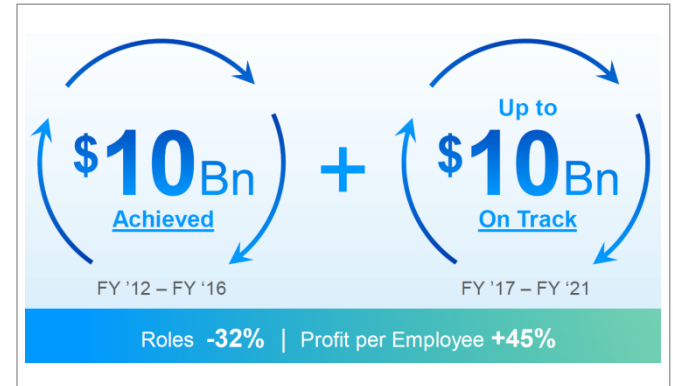 $10Bn
Achieved
FY '12 – FY '16
+
Up to
$10Bn
On Track
FY '17 – FY ‘21
Roles -32% | Profit per Employee +45%